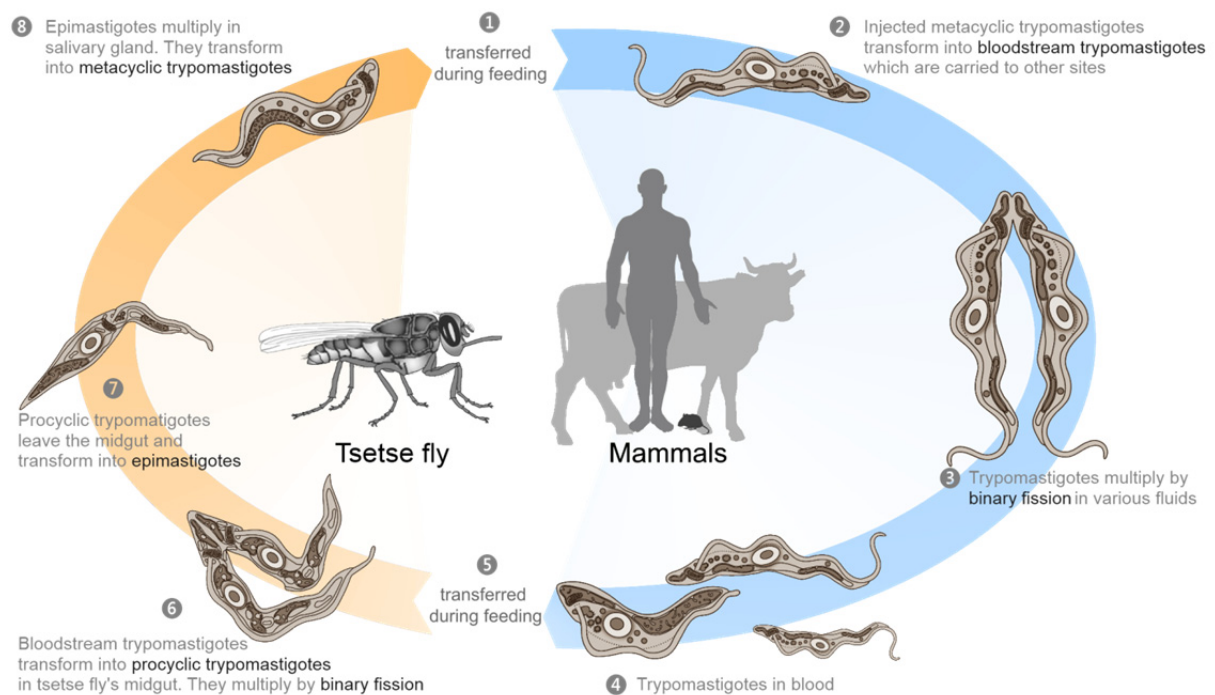 1
transferred
during feeding
2 Injected metacyclic trypomastigotes
transform into bloodstream trypomastigotes
which are carried to other sites
3 Trypomastigotes multiply by
binary fission in various fluids
4 Trypomastigotes in blood
5
transferred
during feeding
6
Bloodstream trypomastigotes
transform into procyclic trypomastigotes
in tsetse fly's midgut. They multiply by binary fission
7
Procyclic trypomatigotes
leave the midgut and
transform into epimastigotes
8 Epimastigotes multiply in
salivary gland. They transform
into metacyclic trypomastigotes
Tsetse fly
Mammals